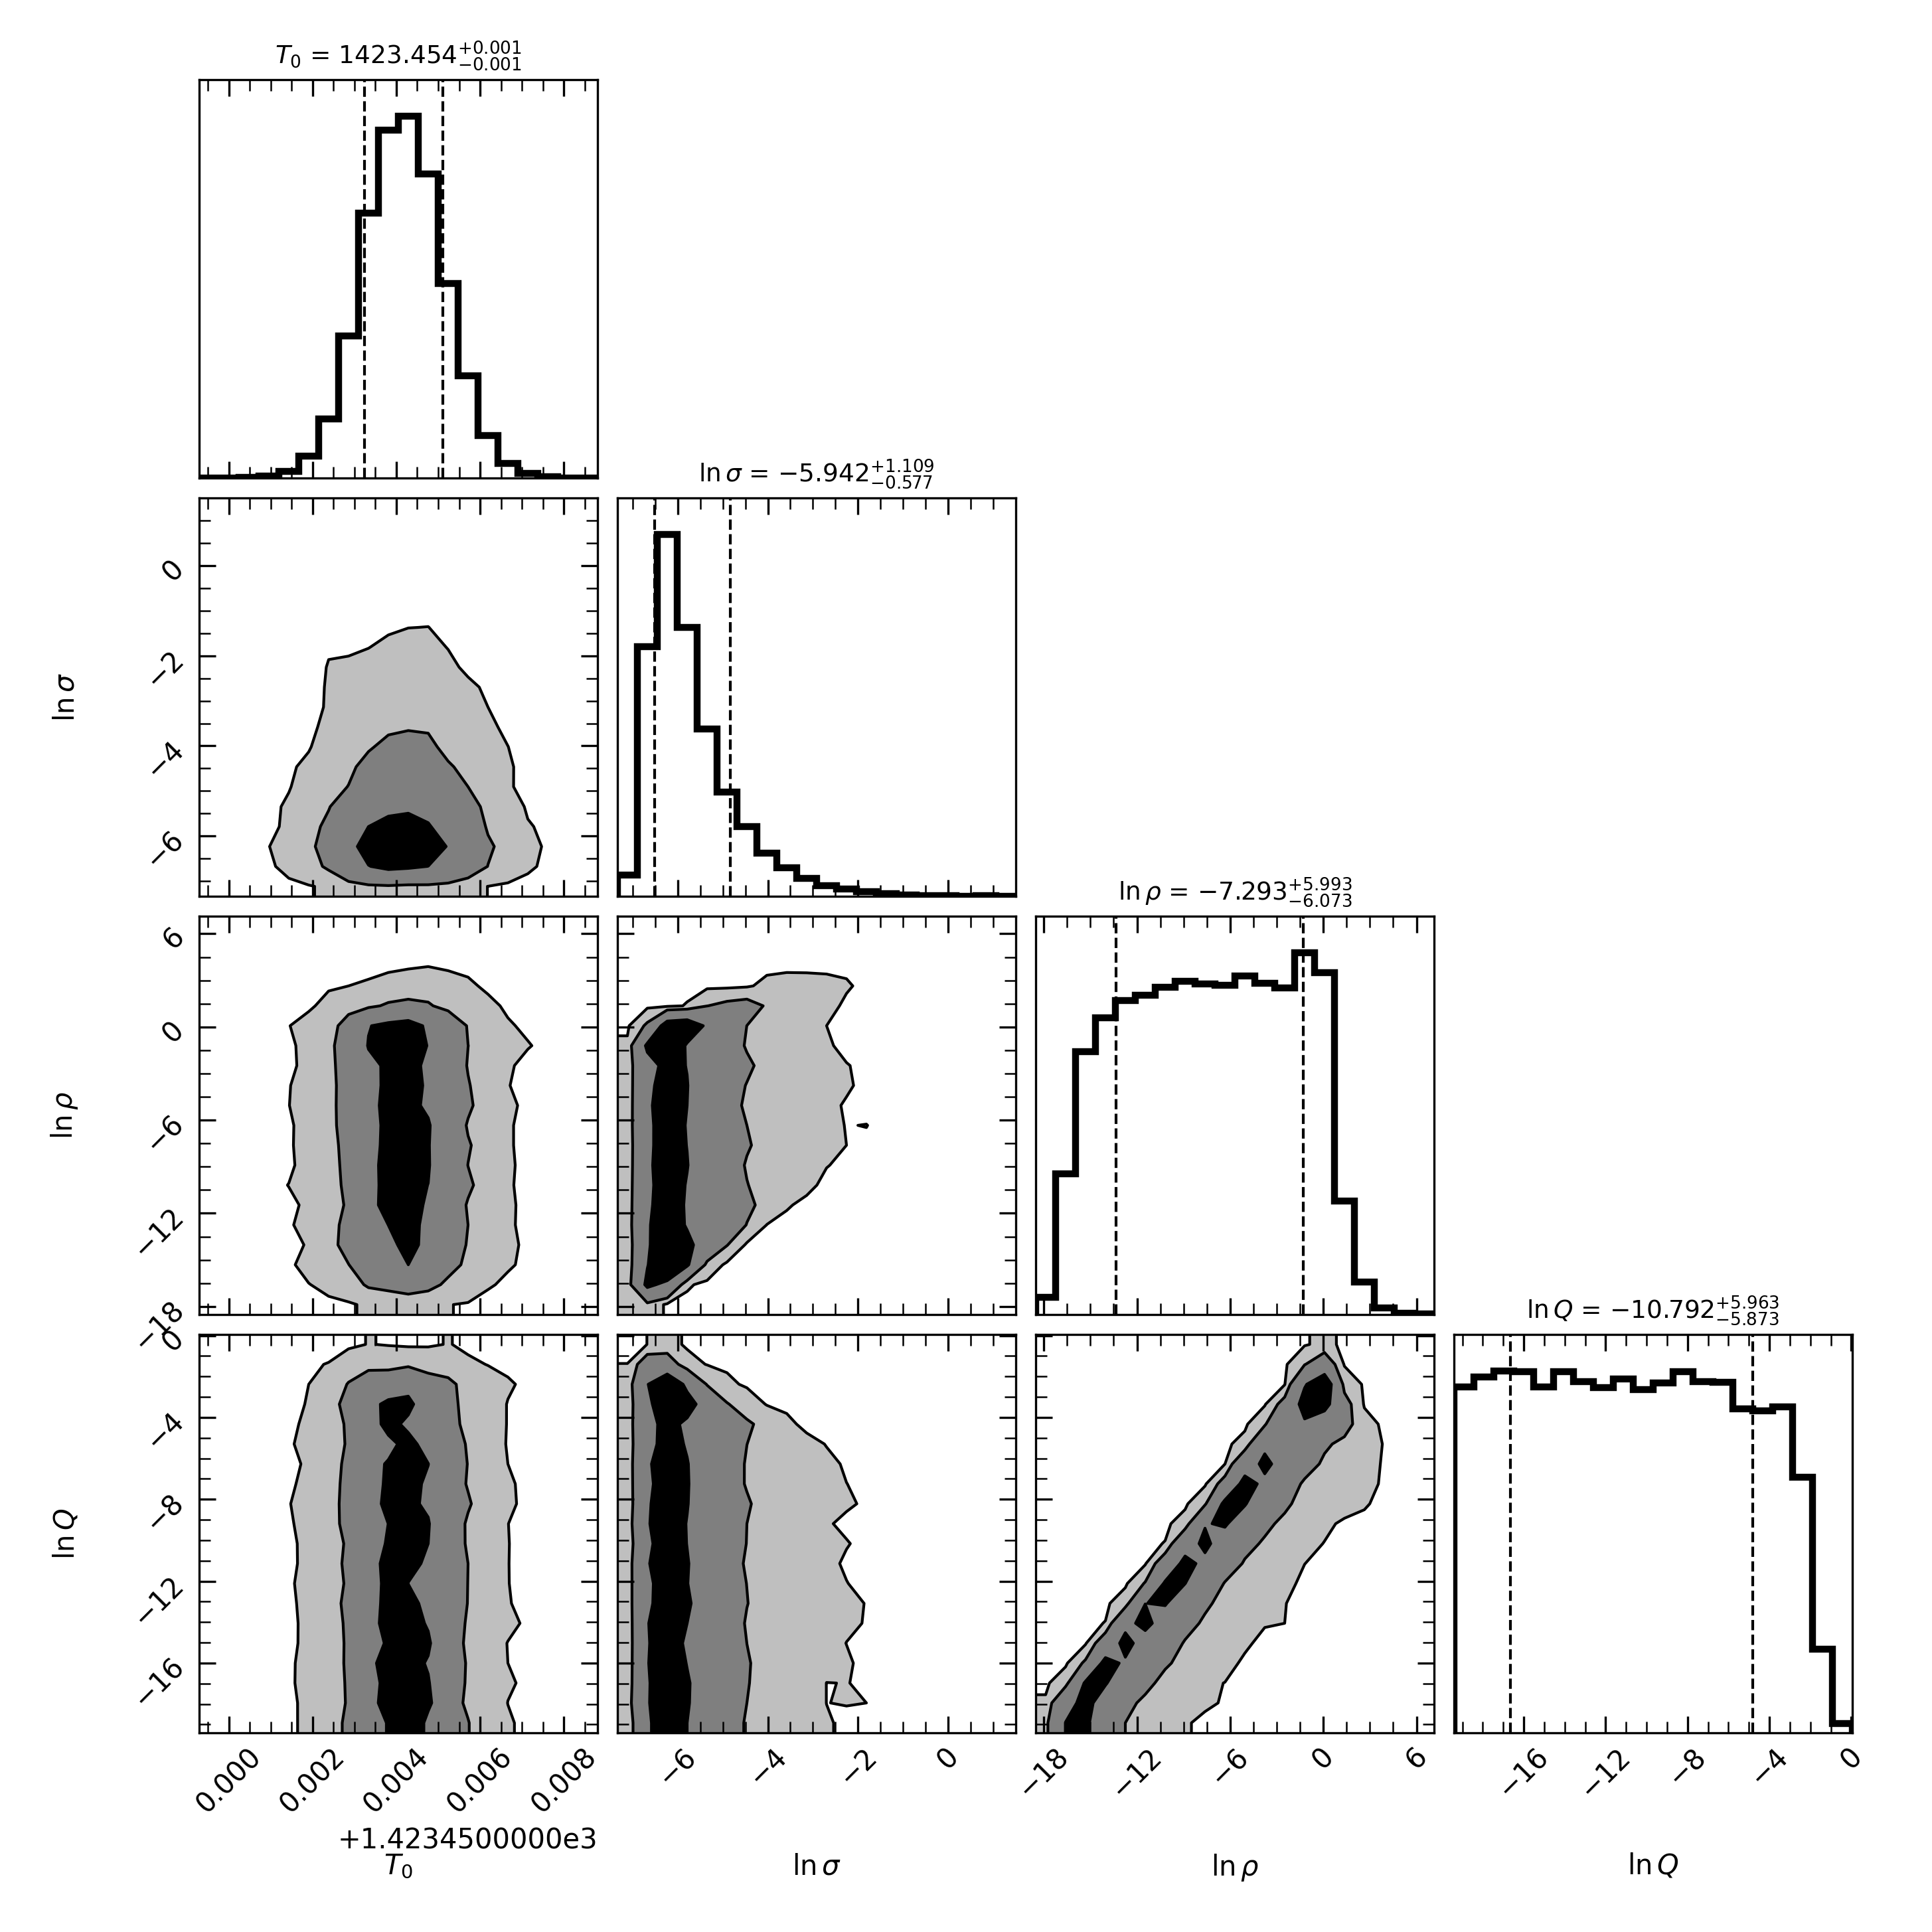 T₀ = 1423.454 +0.001 −0.001
ln σ = −5.942 +1.109 −0.577
0
−2
−4
−6
ln σ
ln ρ = −7.293 +5.993 −6.073
6
0
−6
−12
−18
ln ρ
ln Q = −10.792 +5.963 −5.873
0
−4
−8
−12
−16
ln Q
0.000 0.002 0.004 0.006 0.008
−6 −4 −2 0
−18 −12 −6 0 6
−16 −12 −8 −4 0
+1.4234500000e3
T₀ ln σ ln ρ ln Q